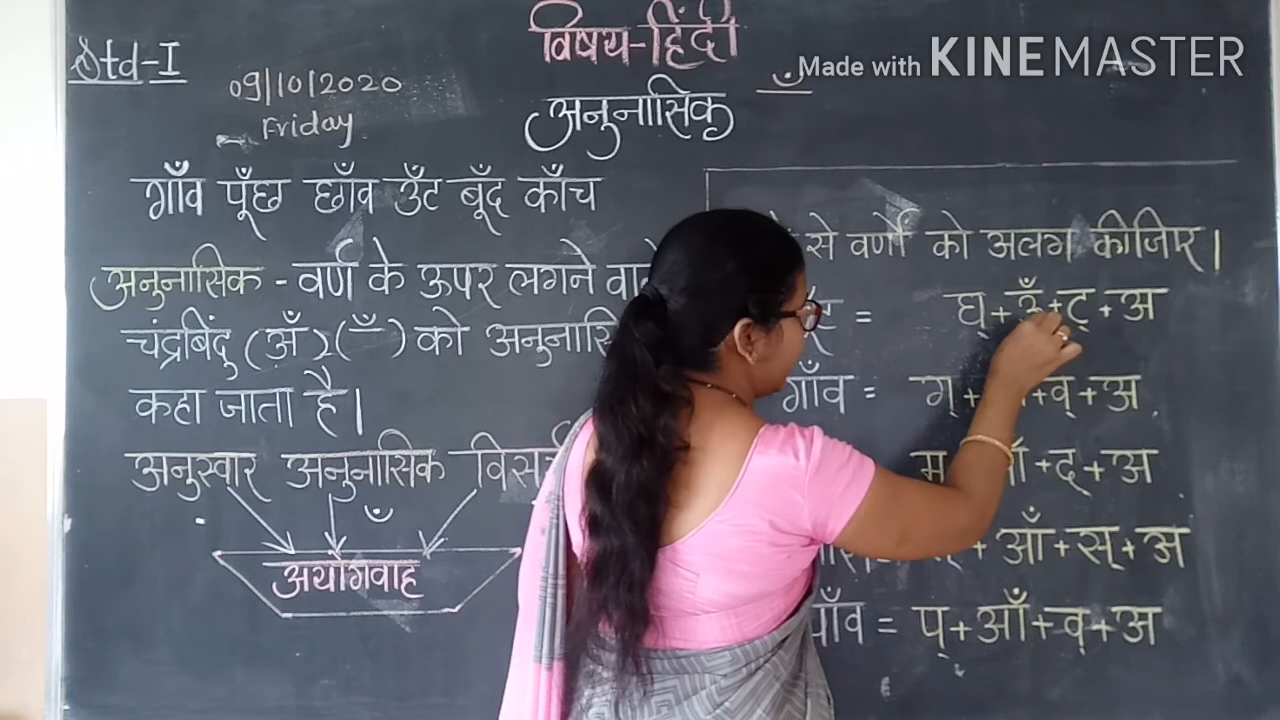 Made with KINEMASTER
Std-I
विषय-हिंदी
09/10/2020
Friday
अनुनासिक ँ
गाँव पूँछ छाँव उँट बूँद काँच
अनुनासिक - वर्ण के ऊपर लगने
चंद्रबिंदु (अँ) (ँ) को
कहा जाता है।
अनुस्वार अनुनासिक
अयोगवाह
से वर्णों को अलग कीजिए।
= घ्+ऊँ+ट्+अ
गाँव = ग्+ +व्+अ
+द्+अ
+आँ+स्+अ
पाँव = प्+आँ+व्+अ